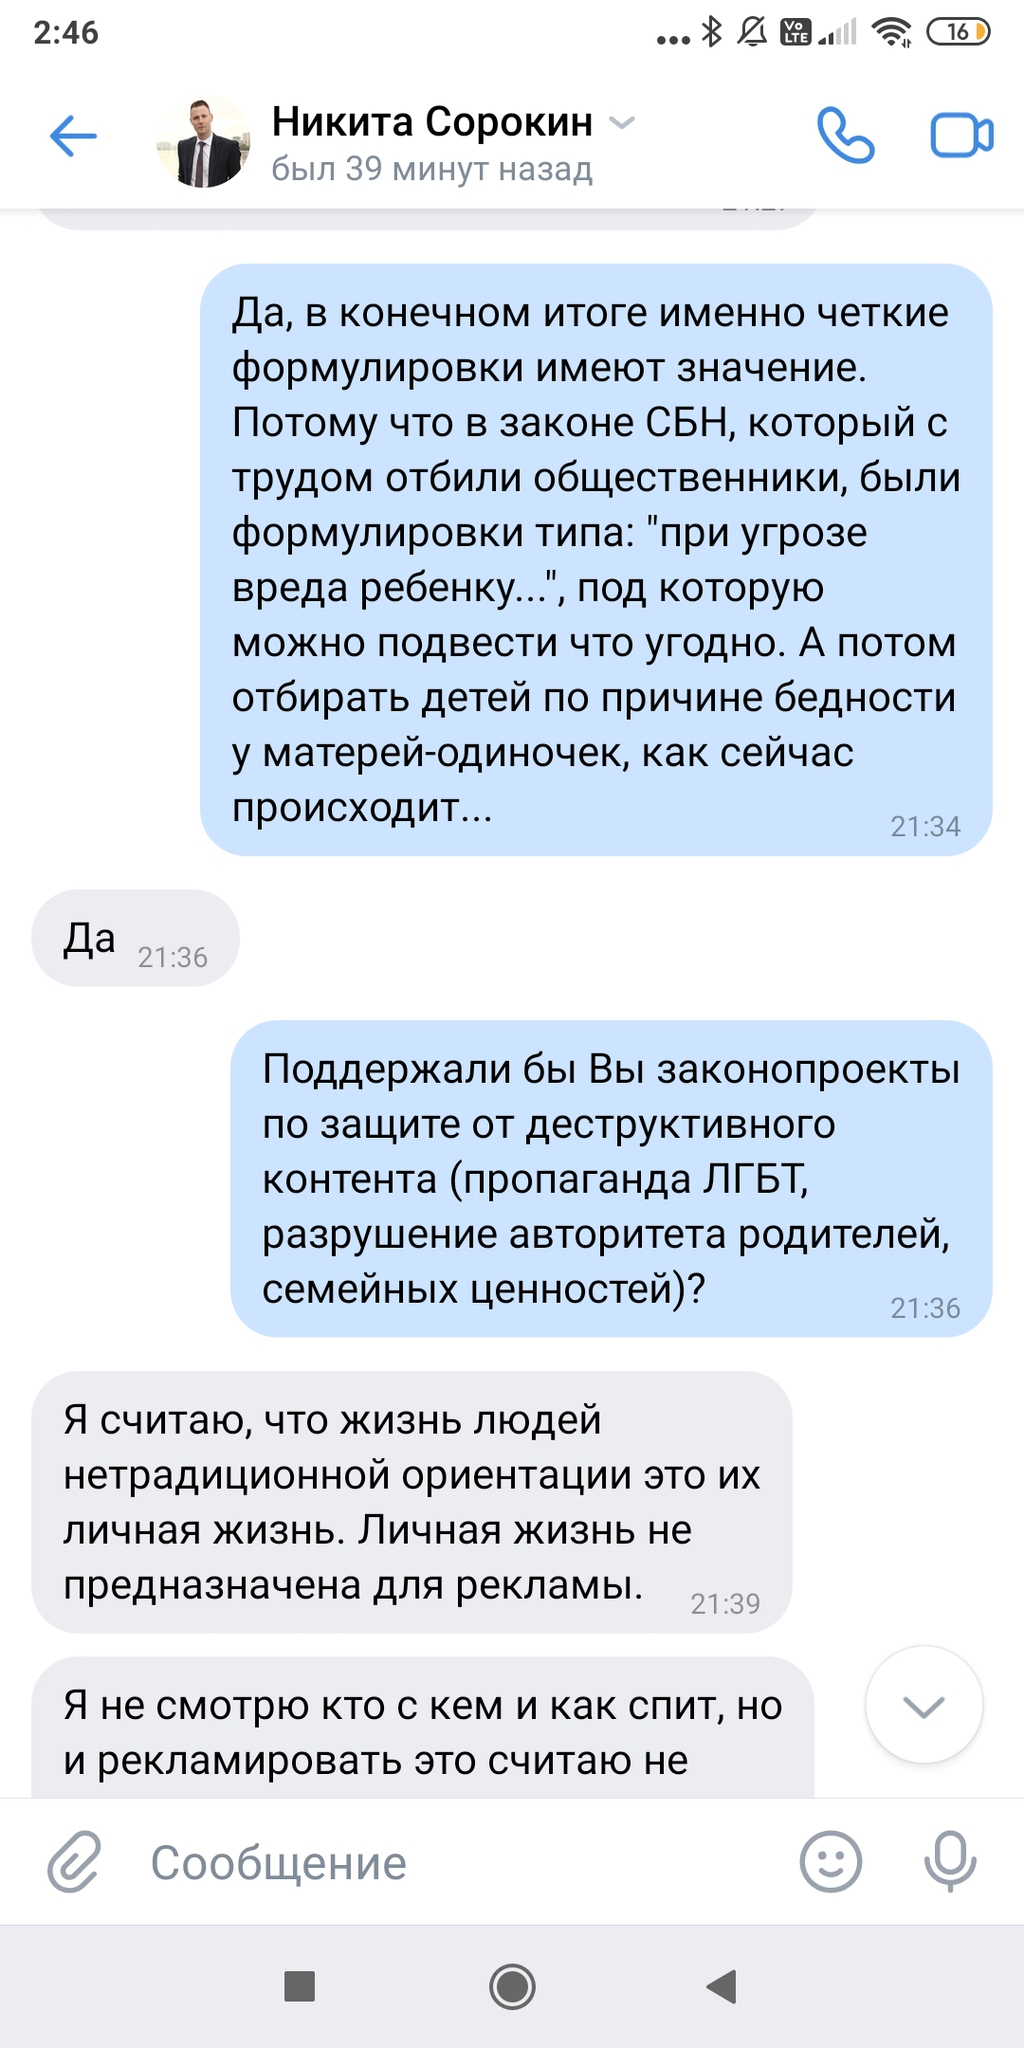 2:46
Vo LTE
16
Никита Сорокин
был 39 минут назад
Да, в конечном итоге именно четкие
формулировки имеют значение.
Потому что в законе СБН, который с
трудом отбили общественники, были
формулировки типа: "при угрозе
вреда ребенку...", под которую
можно подвести что угодно. А потом
отбирать детей по причине бедности
у матерей-одиночек, как сейчас
происходит...
21:34
Да
21:36
Поддержали бы Вы законопроекты
по защите от деструктивного
контента (пропаганда ЛГБТ,
разрушение авторитета родителей,
семейных ценностей)?
21:36
Я считаю, что жизнь людей
нетрадиционной ориентации это их
личная жизнь. Личная жизнь не
предназначена для рекламы.
21:39
Я не смотрю кто с кем и как спит, но
и рекламировать это считаю не
Сообщение